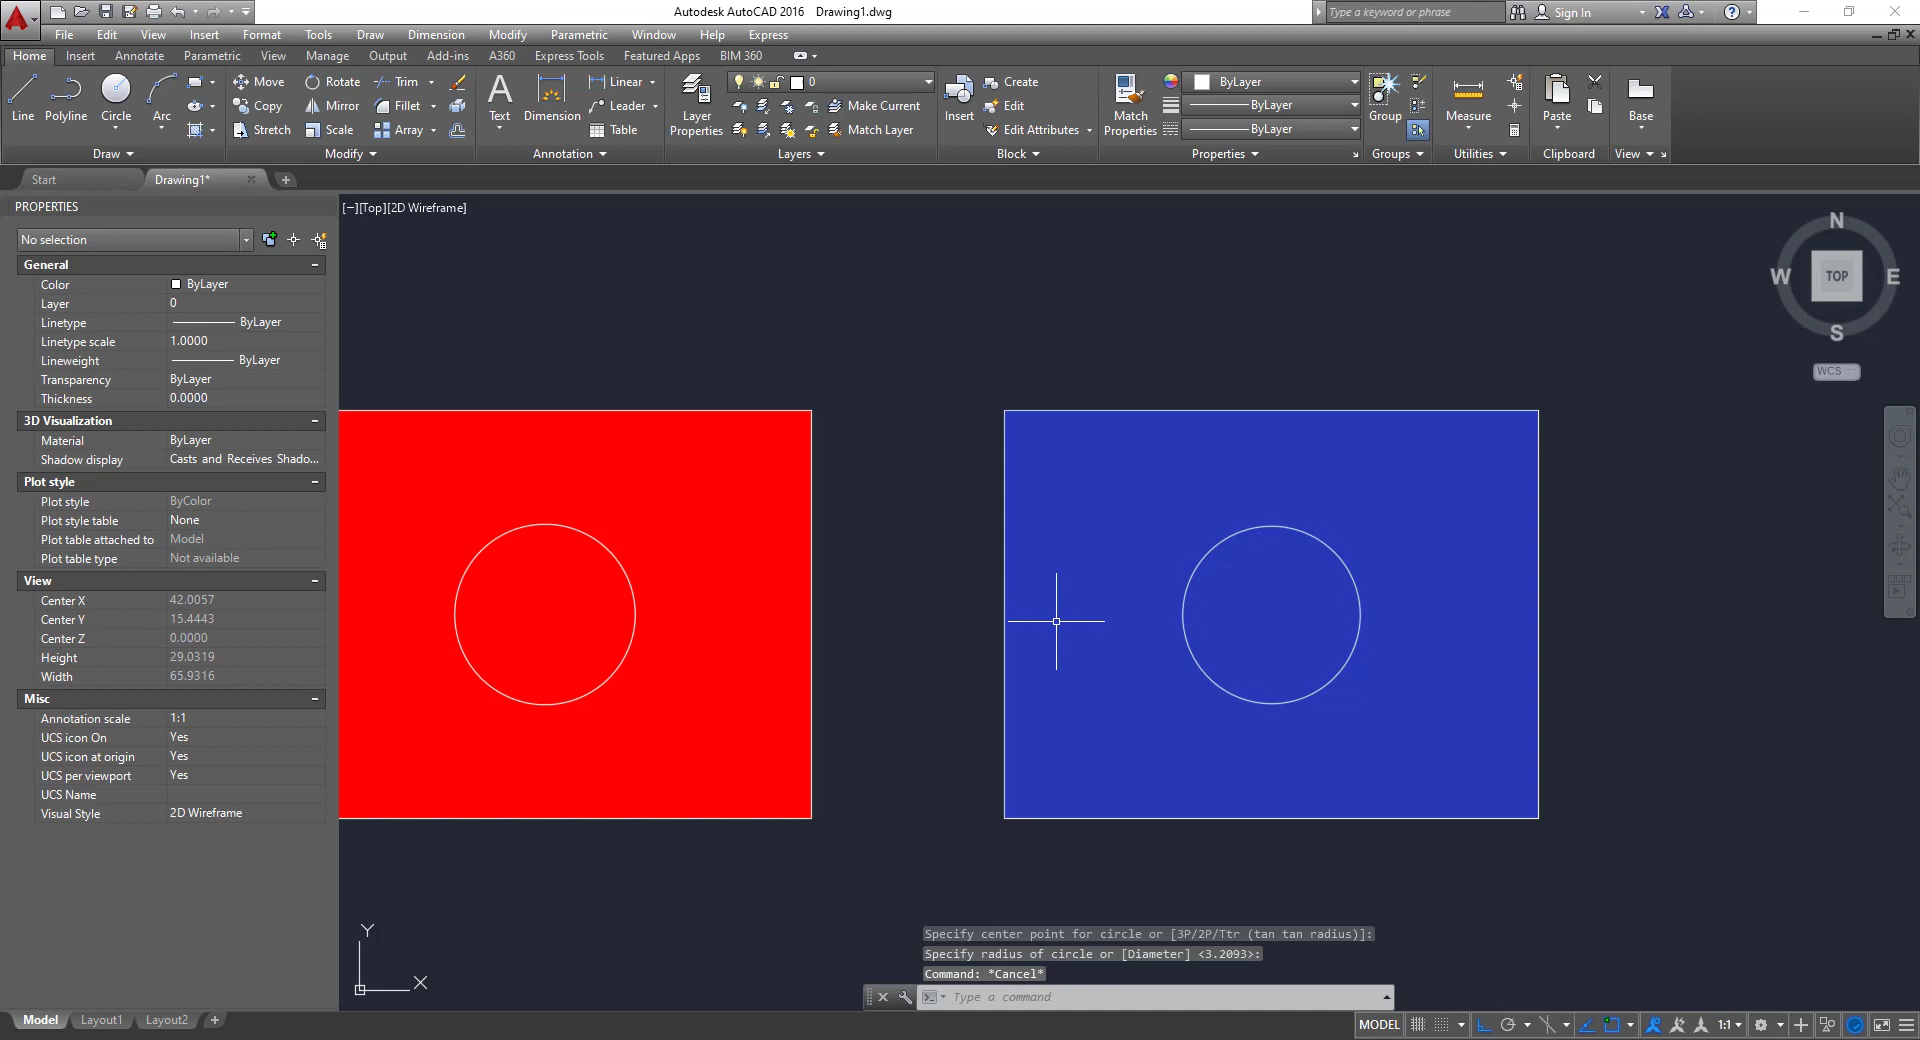 Autodesk AutoCAD 2016 Drawing1.dwg
Type a keyword or phrase Sign In
File Edit View Insert Format Tools Draw Dimension Modify Parametric Window Help Express
Home Insert Annotate Parametric View Manage Output Add-ins A360 Express Tools Featured Apps BIM 360
Line Polyline Circle Arc
Move Rotate Trim
Copy Mirror Fillet
Stretch Scale Array
Text Dimension
Linear
Leader
Table
Layer Properties
0
Make Current
Match Layer
Insert
Create
Edit
Edit Attributes
Match Properties
ByLayer
ByLayer
ByLayer
Group Measure Paste Base
Draw Modify Annotation Layers Block Properties Groups Utilities Clipboard View
Start Drawing1*
PROPERTIES
[−][Top][2D Wireframe]
No selection
General
Color ByLayer
Layer 0
Linetype ByLayer
Linetype scale 1.0000
Lineweight ByLayer
Transparency ByLayer
Thickness 0.0000
3D Visualization
Material ByLayer
Shadow display Casts and Receives Shado...
Plot style
Plot style ByColor
Plot style table None
Plot table attached to Model
Plot table type Not available
View
Center X 42.0057
Center Y 15.4443
Center Z 0.0000
Height 29.0319
Width 65.9316
Misc
Annotation scale 1:1
UCS icon On Yes
UCS icon at origin Yes
UCS per viewport Yes
UCS Name
Visual Style 2D Wireframe
N
W TOP E
S
WCS
Y
X
Specify center point for circle or [3P/2P/Ttr (tan tan radius)]:
Specify radius of circle or [Diameter] <3.2093>:
Command: *Cancel*
Type a command
Model Layout1 Layout2
MODEL 1:1